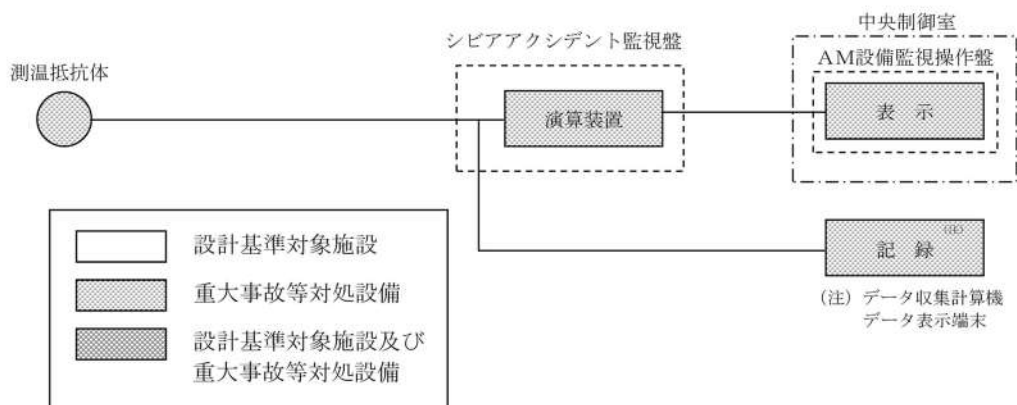 中央制御室
シビアアクシデント監視盤
AM設備監視操作盤
測温抵抗体
演算装置
表 示
設計基準対象施設
重大事故等対処設備
設計基準対象施設及び
重大事故等対処設備
記 録 (注)
(注) データ収集計算機
データ表示端末